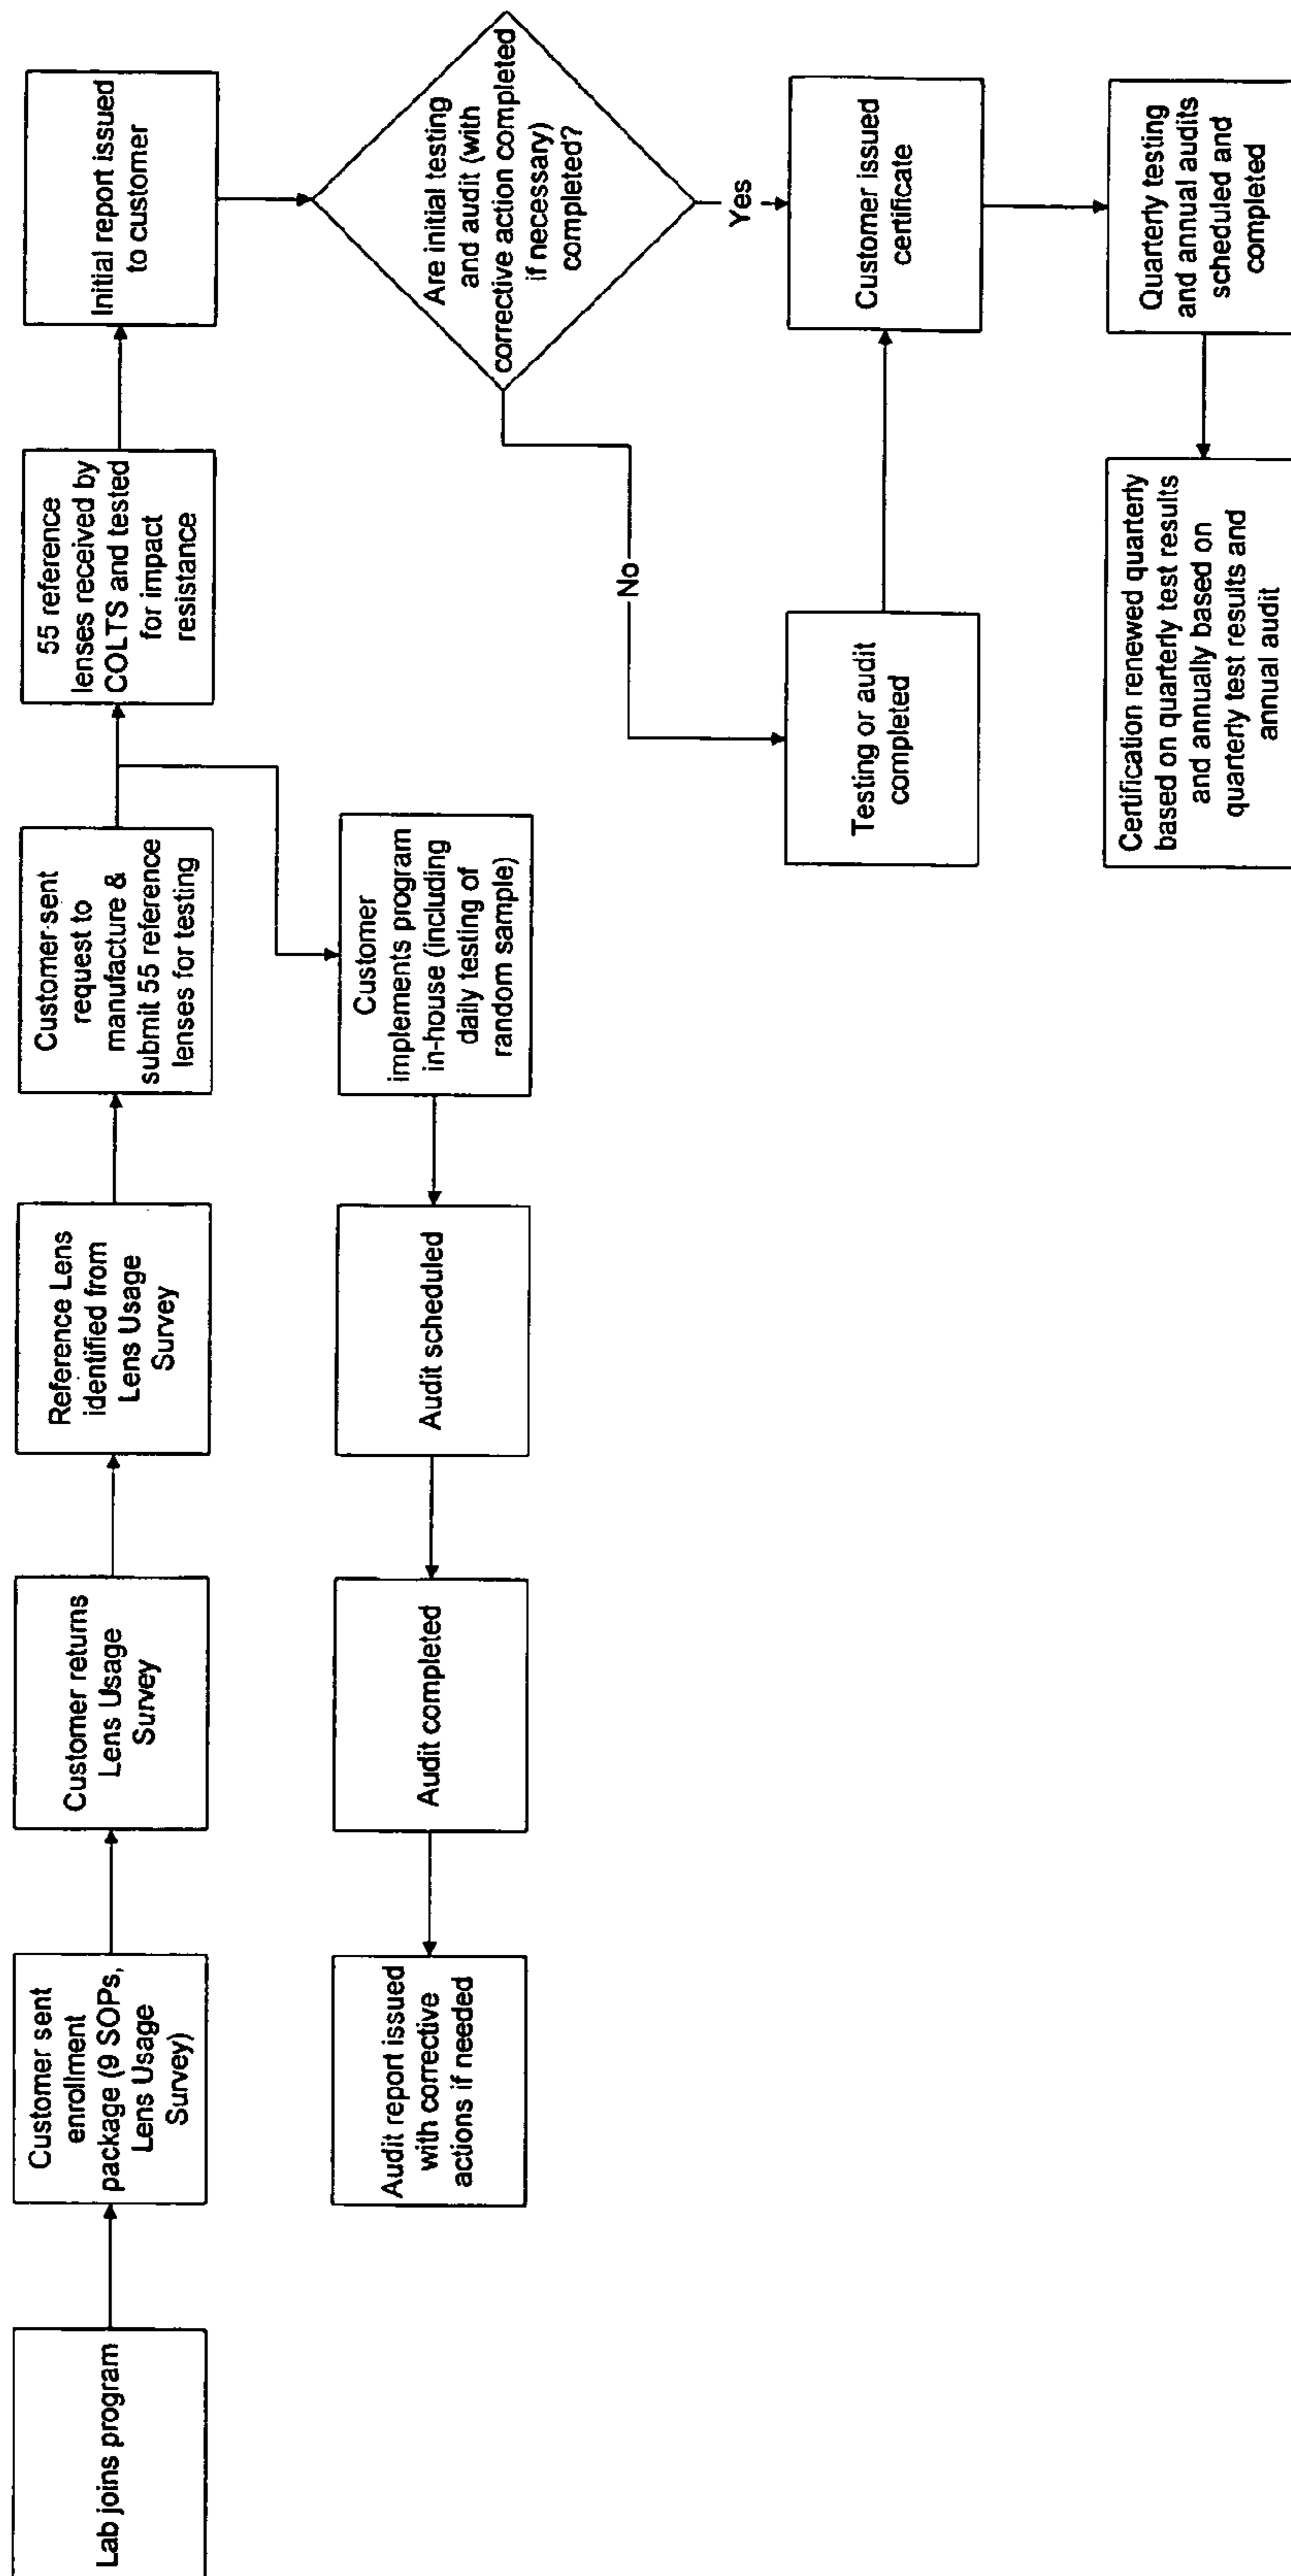 Lab joins program
Customer sent
enrollment
package (9 SOPs,
Lens Usage
Survey)
Customer returns
Lens Usage
Survey
Reference Lens
identified from
Lens Usage
Survey
Customer sent
request to
manufacture &
submit 55 reference
lenses for testing
55 reference
lenses received by
COLTS and tested
for impact
resistance
Initial report issued
to customer
Audit report issued
with corrective
actions if needed
Audit completed
Audit scheduled
Customer
implements program
in-house (including
daily testing of
random sample)
Are initial testing
and audit (with
corrective action completed
if necessary)
completed?
No
Yes
Testing or audit
completed
Customer issued
certificate
Certification renewed quarterly
based on quarterly test results
and annually based on
quarterly test results and
annual audit
Quarterly testing
and annual audits
scheduled and
completed